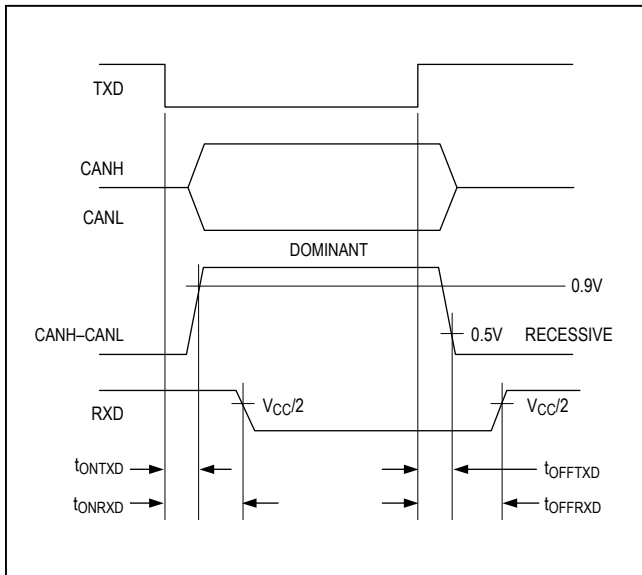 TXD
CANH
CANL
DOMINANT
0.9V
CANH–CANL
0.5V RECESSIVE
RXD
VCC/2
VCC/2
tONTXD
tOFFTXD
tONRXD
tOFFRXD